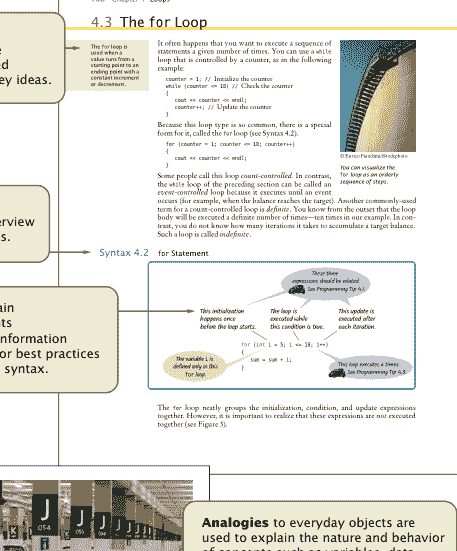 4.3 The for Loop
The for loop is
used when a
value runs from a
starting point to an
ending point with a
constant increment
or decrement.
ey ideas.
It often happens that you want to execute a sequence of
statements a given number of times. You can use a while
loop that is controlled by a counter, as in the following
example:
counter = 1; // Initialize the counter
while (counter <= 10) // Check the counter
{
cout << counter << endl;
counter++; // Update the counter
}
Because this loop type is so common, there is a special
form for it, called the for loop (see Syntax 4.2).
for (counter = 1; counter <= 10; counter++)
{
cout << counter << endl;
}
Some people call this loop count-controlled. In contrast,
the while loop of the preceding section can be called an
event-controlled loop because it executes until an event
occurs (for example, when the balance reaches the target). Another commonly-used
term for a count-controlled loop is definite. You know from the outset that the loop
body will be executed a definite number of times—ten times in our example. In con-
trast, you do not know how many iterations it takes to accumulate a target balance.
Such a loop is called indefinite.
© Enrico Fianchini/iStockphoto
You can visualize the
for loop as an orderly
sequence of steps.
erview
s.
Syntax 4.2 for Statement
These three
expressions should be related.
See Programming Tip 4.1.
This initialization
happens once
before the loop starts.
The loop is
executed while
this condition is true.
This update is
executed after
each iteration.
for (int i = 5; i <= 10; i++)
{
sum = sum + i;
}
The variable i is
defined only in this
for loop.
This loop executes 6 times.
See Programming Tip 4.3.
ain
nts
nformation
or best practices
syntax.
The for loop neatly groups the initialization, condition, and update expressions
together. However, it is important to realize that these expressions are not executed
together (see Figure 3).
J
054
J
Analogies to everyday objects are
used to explain the nature and behavior